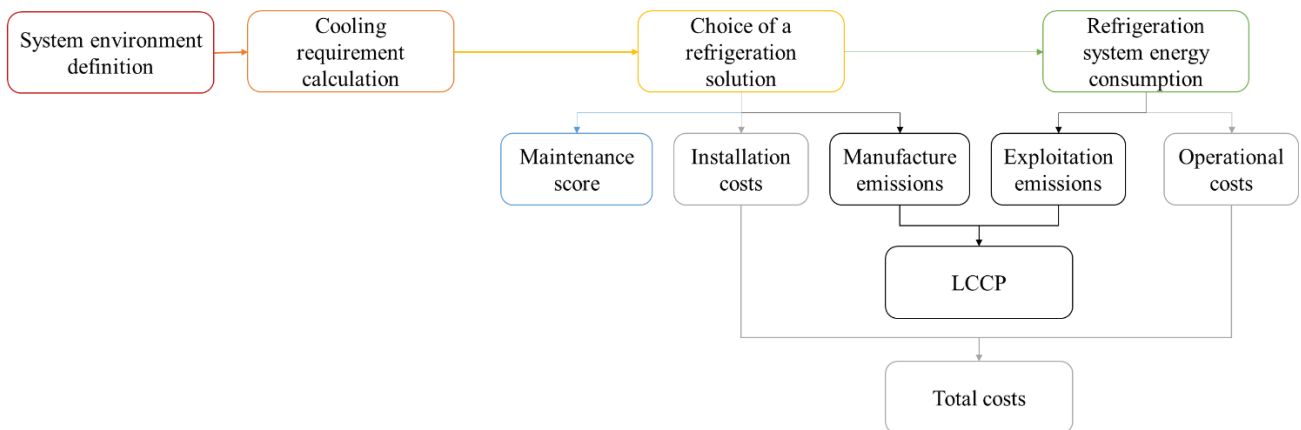 System environment
definition
Cooling
requirement
calculation
Choice of a
refrigeration
solution
Refrigeration
system energy
consumption
Maintenance
score
Installation
costs
Manufacture
emissions
Exploitation
emissions
Operational
costs
LCCP
Total costs